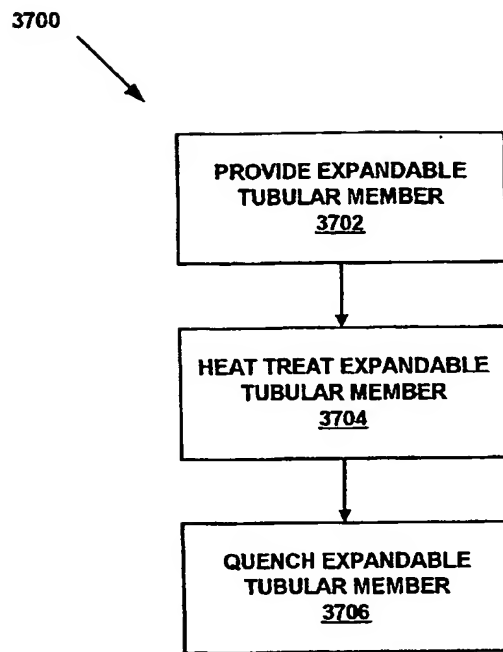 3700
PROVIDE EXPANDABLE
TUBULAR MEMBER
3702
HEAT TREAT EXPANDABLE
TUBULAR MEMBER
3704
QUENCH EXPANDABLE
TUBULAR MEMBER
3706